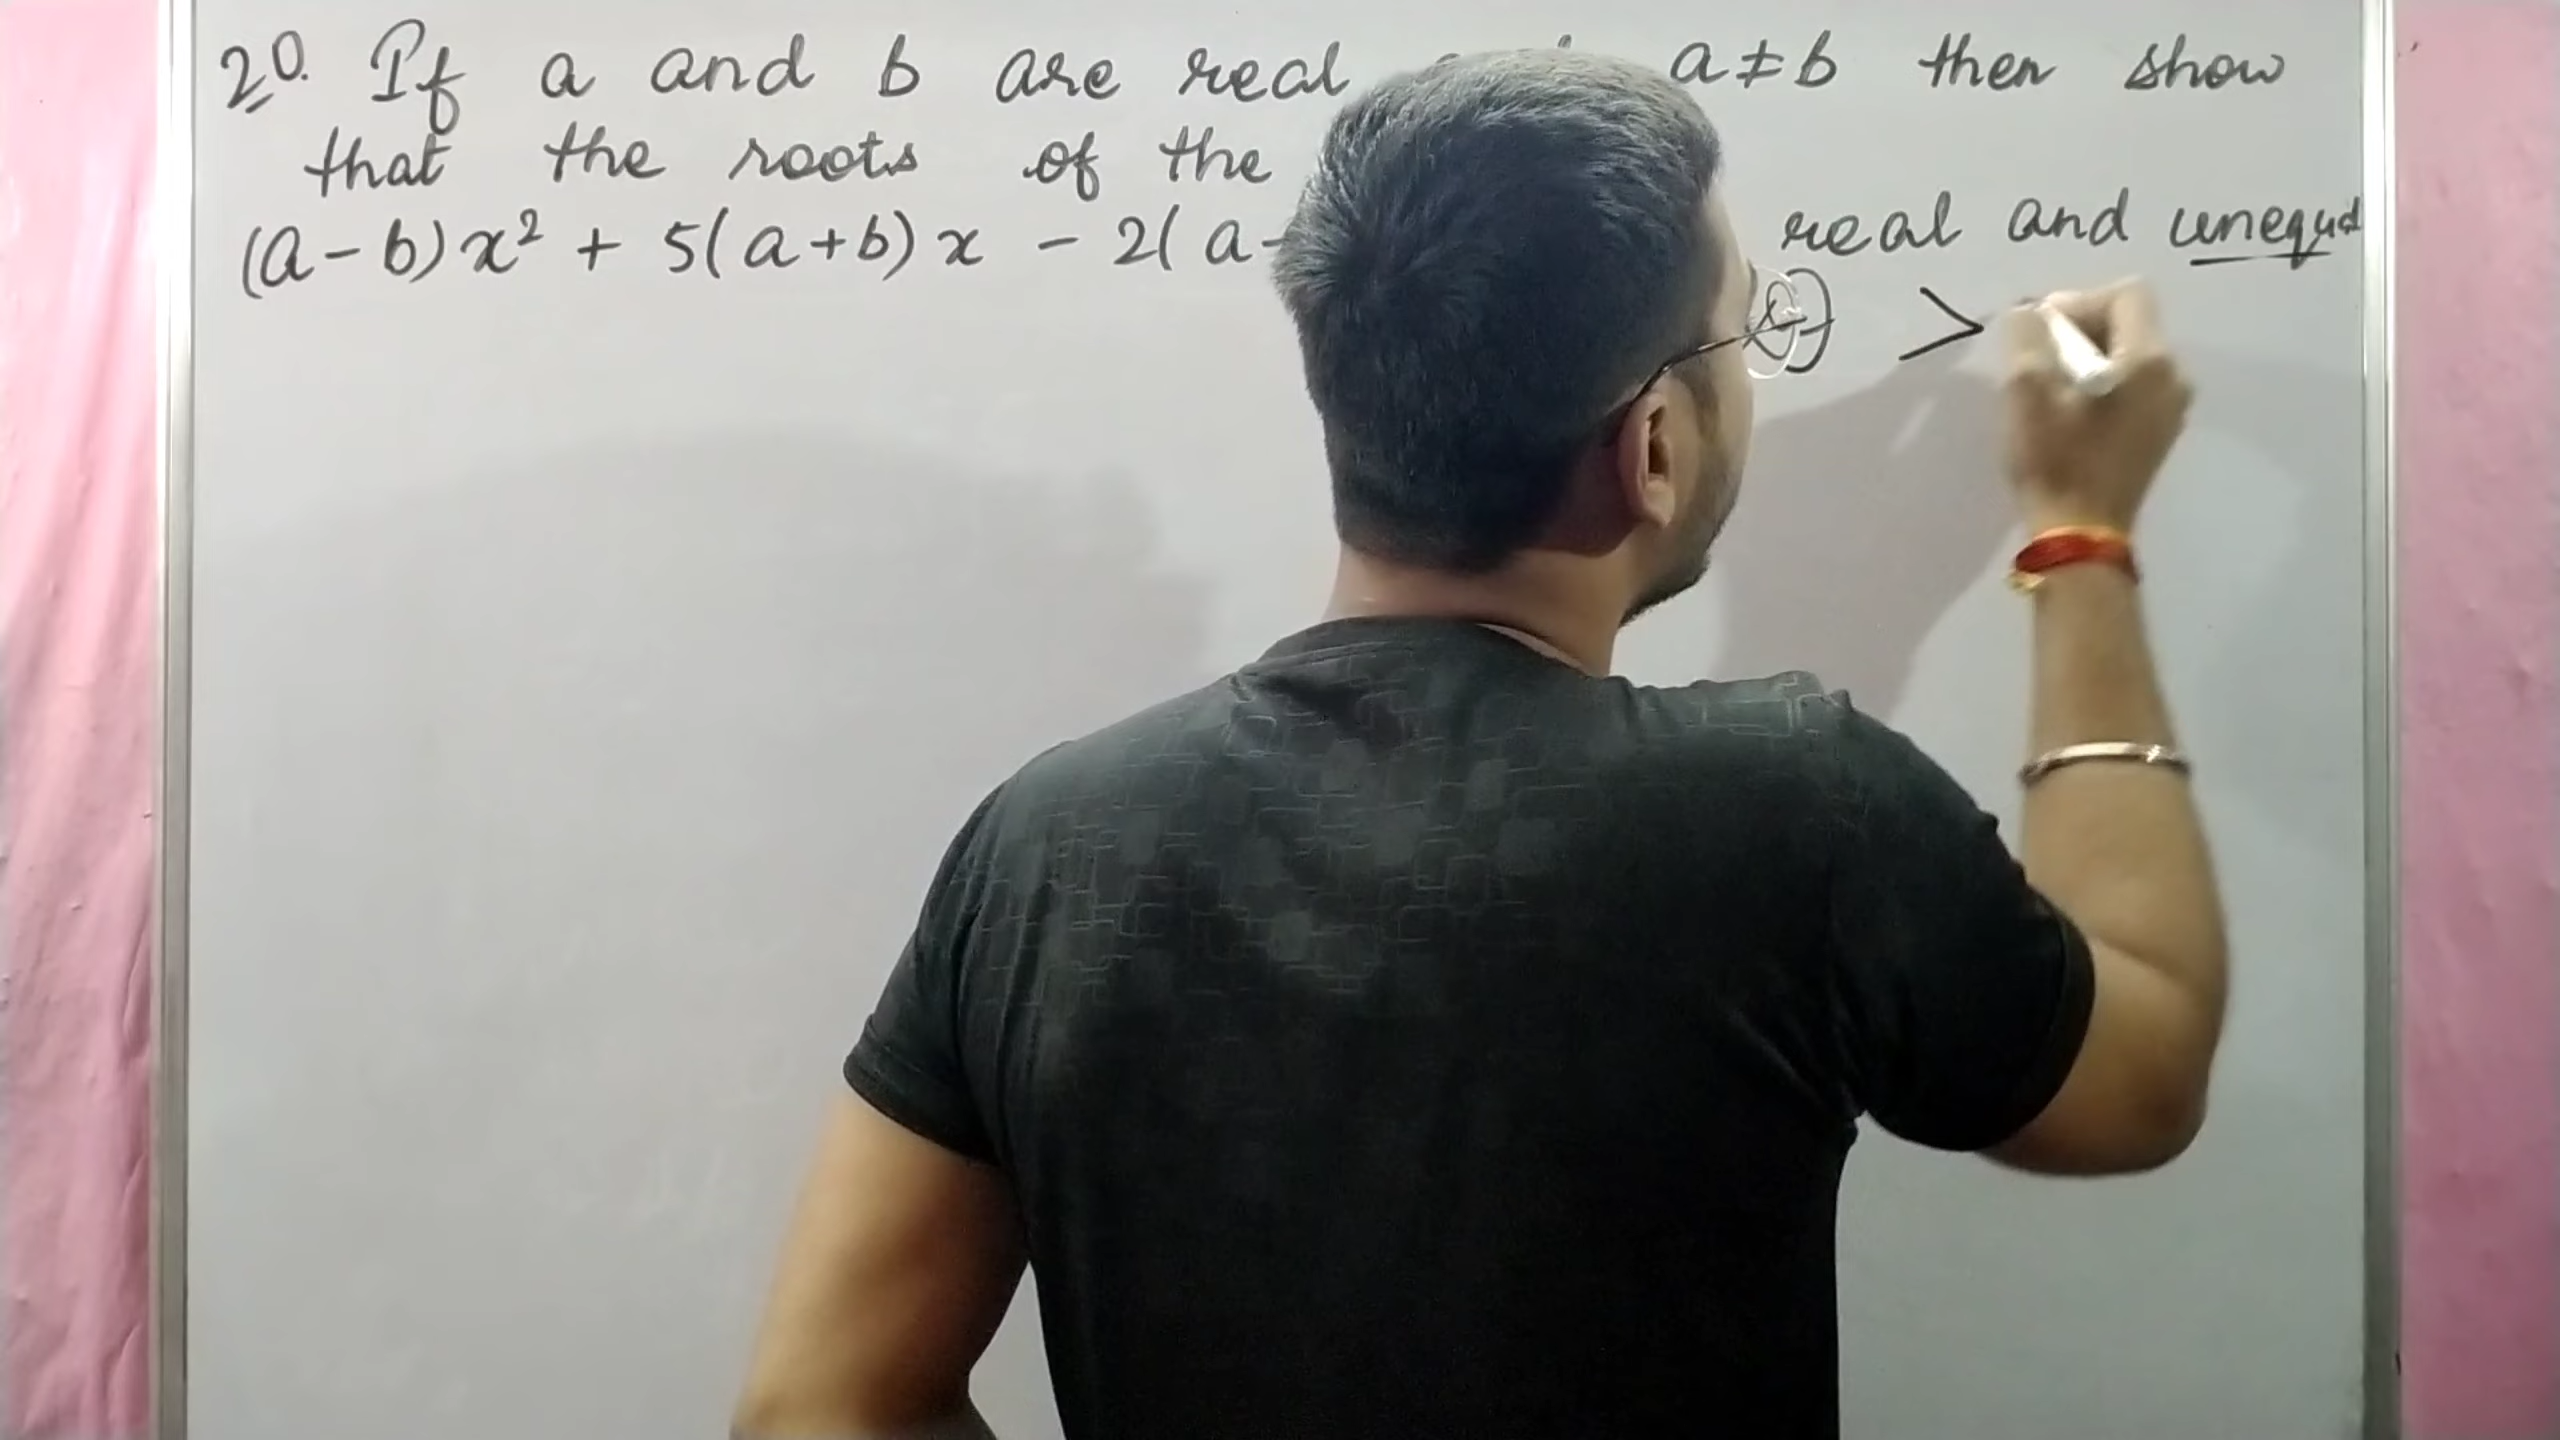 20. If a and b are real a≠b then show
that the roots of the
(a-b)x² + 5(a+b)x - 2(a- real and unequal
>